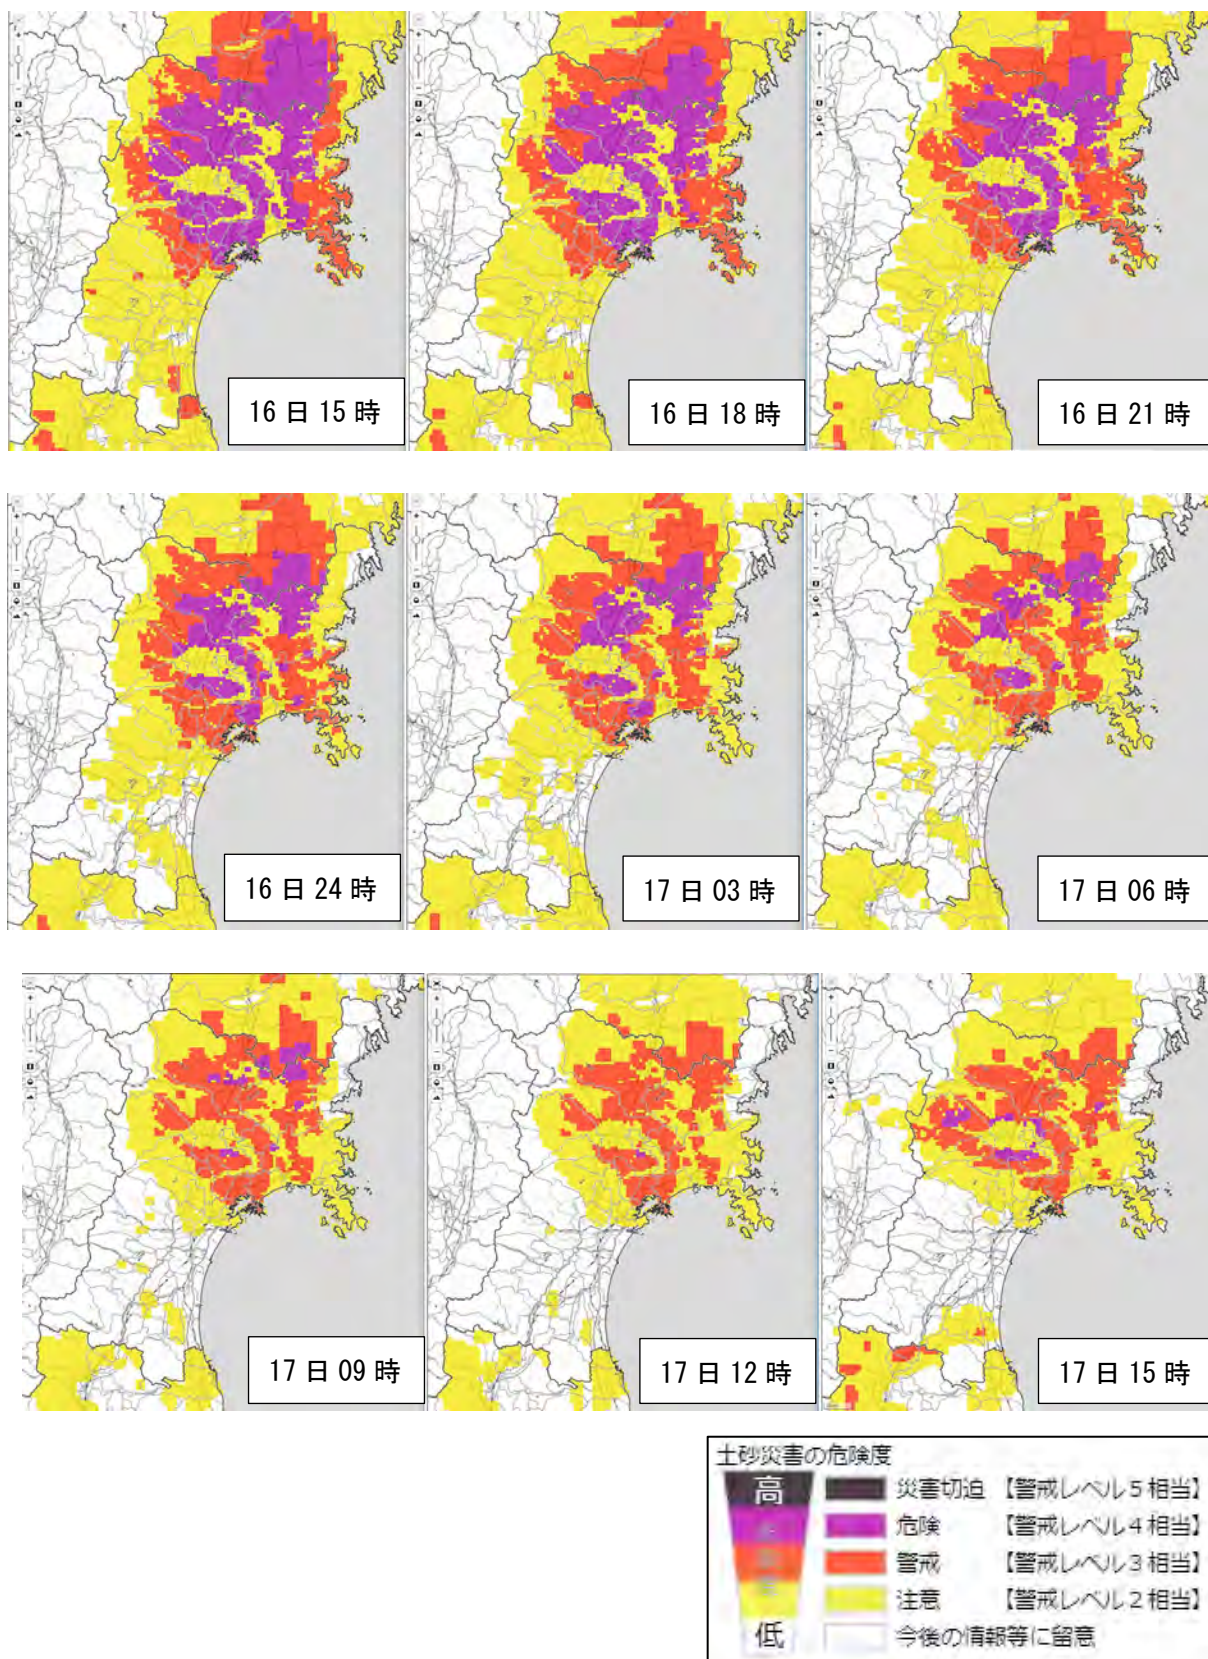 16 日 15 時
16 日 18 時
16 日 21 時
16 日 24 時
17 日 03 時
17 日 06 時
17 日 09 時
17 日 12 時
17 日 15 時
土砂災害の危険度
高
災害切迫 【警戒レベル5相当】
危険 【警戒レベル4相当】
警戒 【警戒レベル3相当】
注意 【警戒レベル2相当】
低 今後の情報等に留意